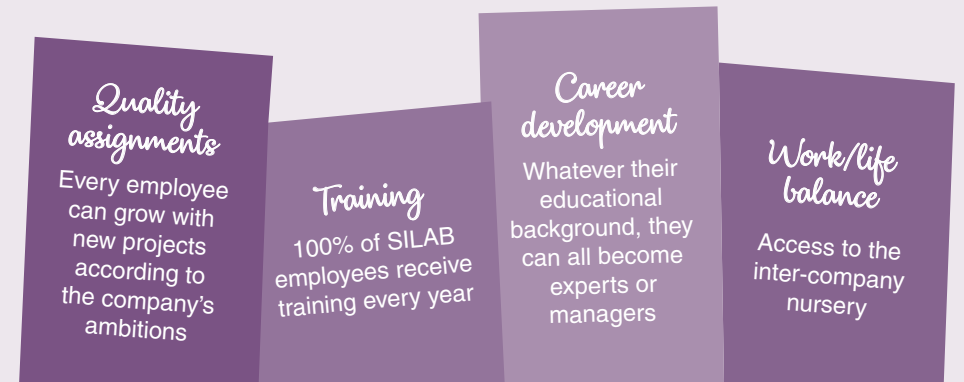 Quality
assignments
Every employee
can grow with
new projects
according to
the company's
ambitions
Training
100% of SILAB
employees receive
training every year
Career
development
Whatever their
educational
background, they
can all become
experts or
managers
Work/life
balance
Access to the
inter-company
nursery